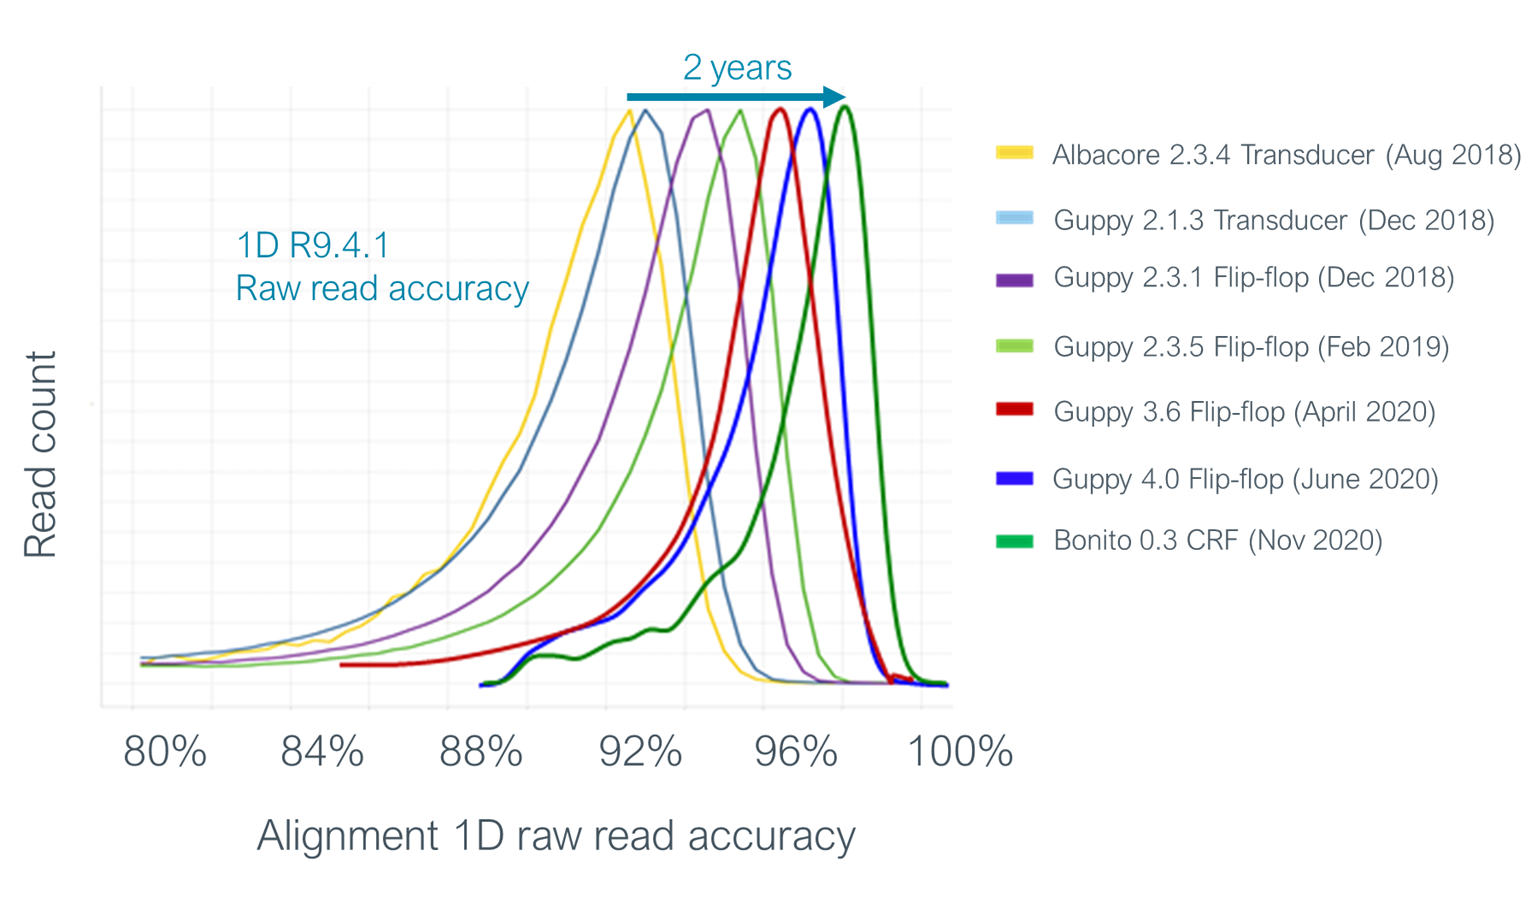 2 years
1D R9.4.1
Raw read accuracy
Albacore 2.3.4 Transducer (Aug 2018)
Guppy 2.1.3 Transducer (Dec 2018)
Guppy 2.3.1 Flip-flop (Dec 2018)
Guppy 2.3.5 Flip-flop (Feb 2019)
Guppy 3.6 Flip-flop (April 2020)
Guppy 4.0 Flip-flop (June 2020)
Bonito 0.3 CRF (Nov 2020)
Read count
80% 84% 88% 92% 96% 100%
Alignment 1D raw read accuracy